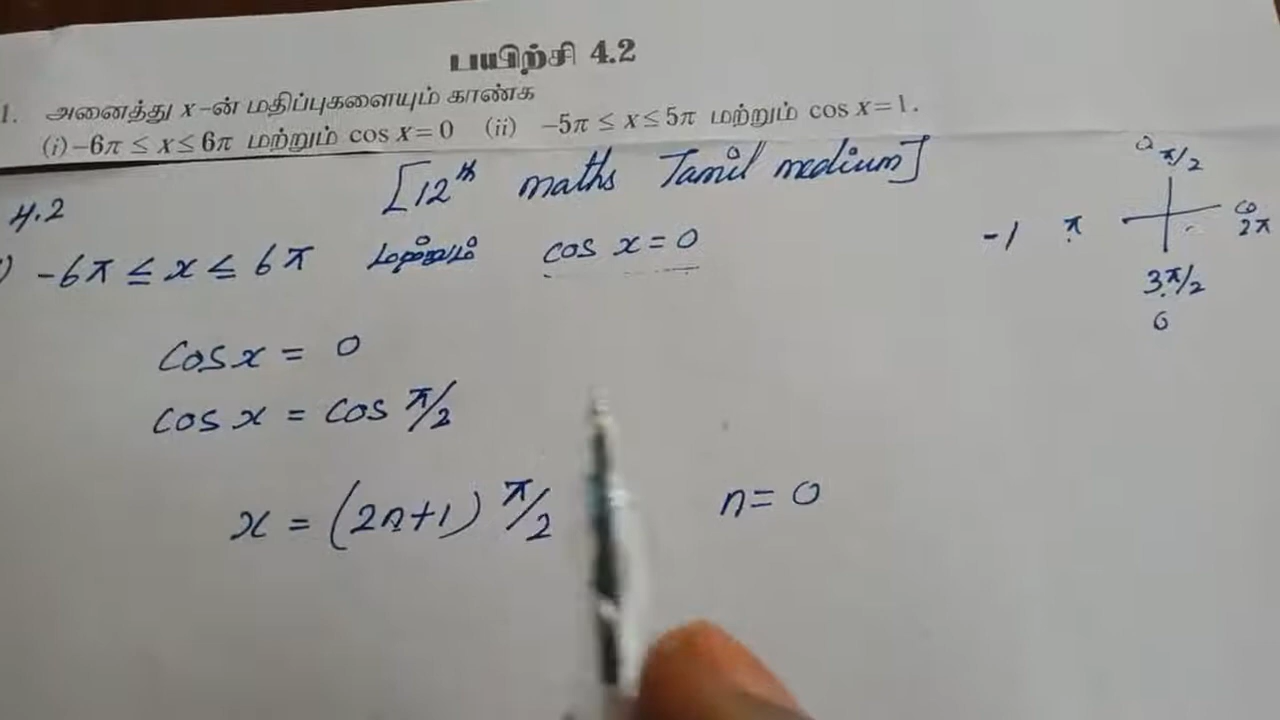 பயிற்சி 4.2
1. அனைத்து x-ன் மதிப்புகளையும் காண்க
(i) -6π ≤ x ≤ 6π மற்றும் cos x = 0 (ii) -5π ≤ x ≤ 5π மற்றும் cos x = 1.
[12th maths Tamil medium]
4.2
-6π ≤ x ≤ 6π மற்றும் cos x = 0
0 π/2
-1 π
2π
3π/2
0
cos x = 0
cos x = cos π/2
x = (2n+1) π/2 n = 0